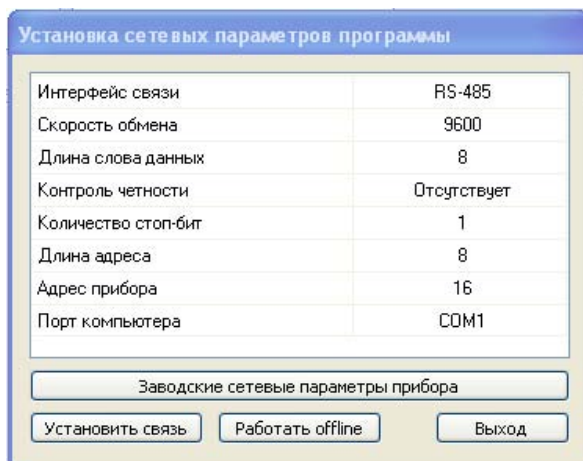 Установка сетевых параметров программы
Интерфейс связи RS-485
Скорость обмена 9600
Длина слова данных 8
Контроль четности Отсутствует
Количество стоп-бит 1
Длина адреса 8
Адрес прибора 16
Порт компьютера COM1
Заводские сетевые параметры прибора
Установить связь Работать offline Выход